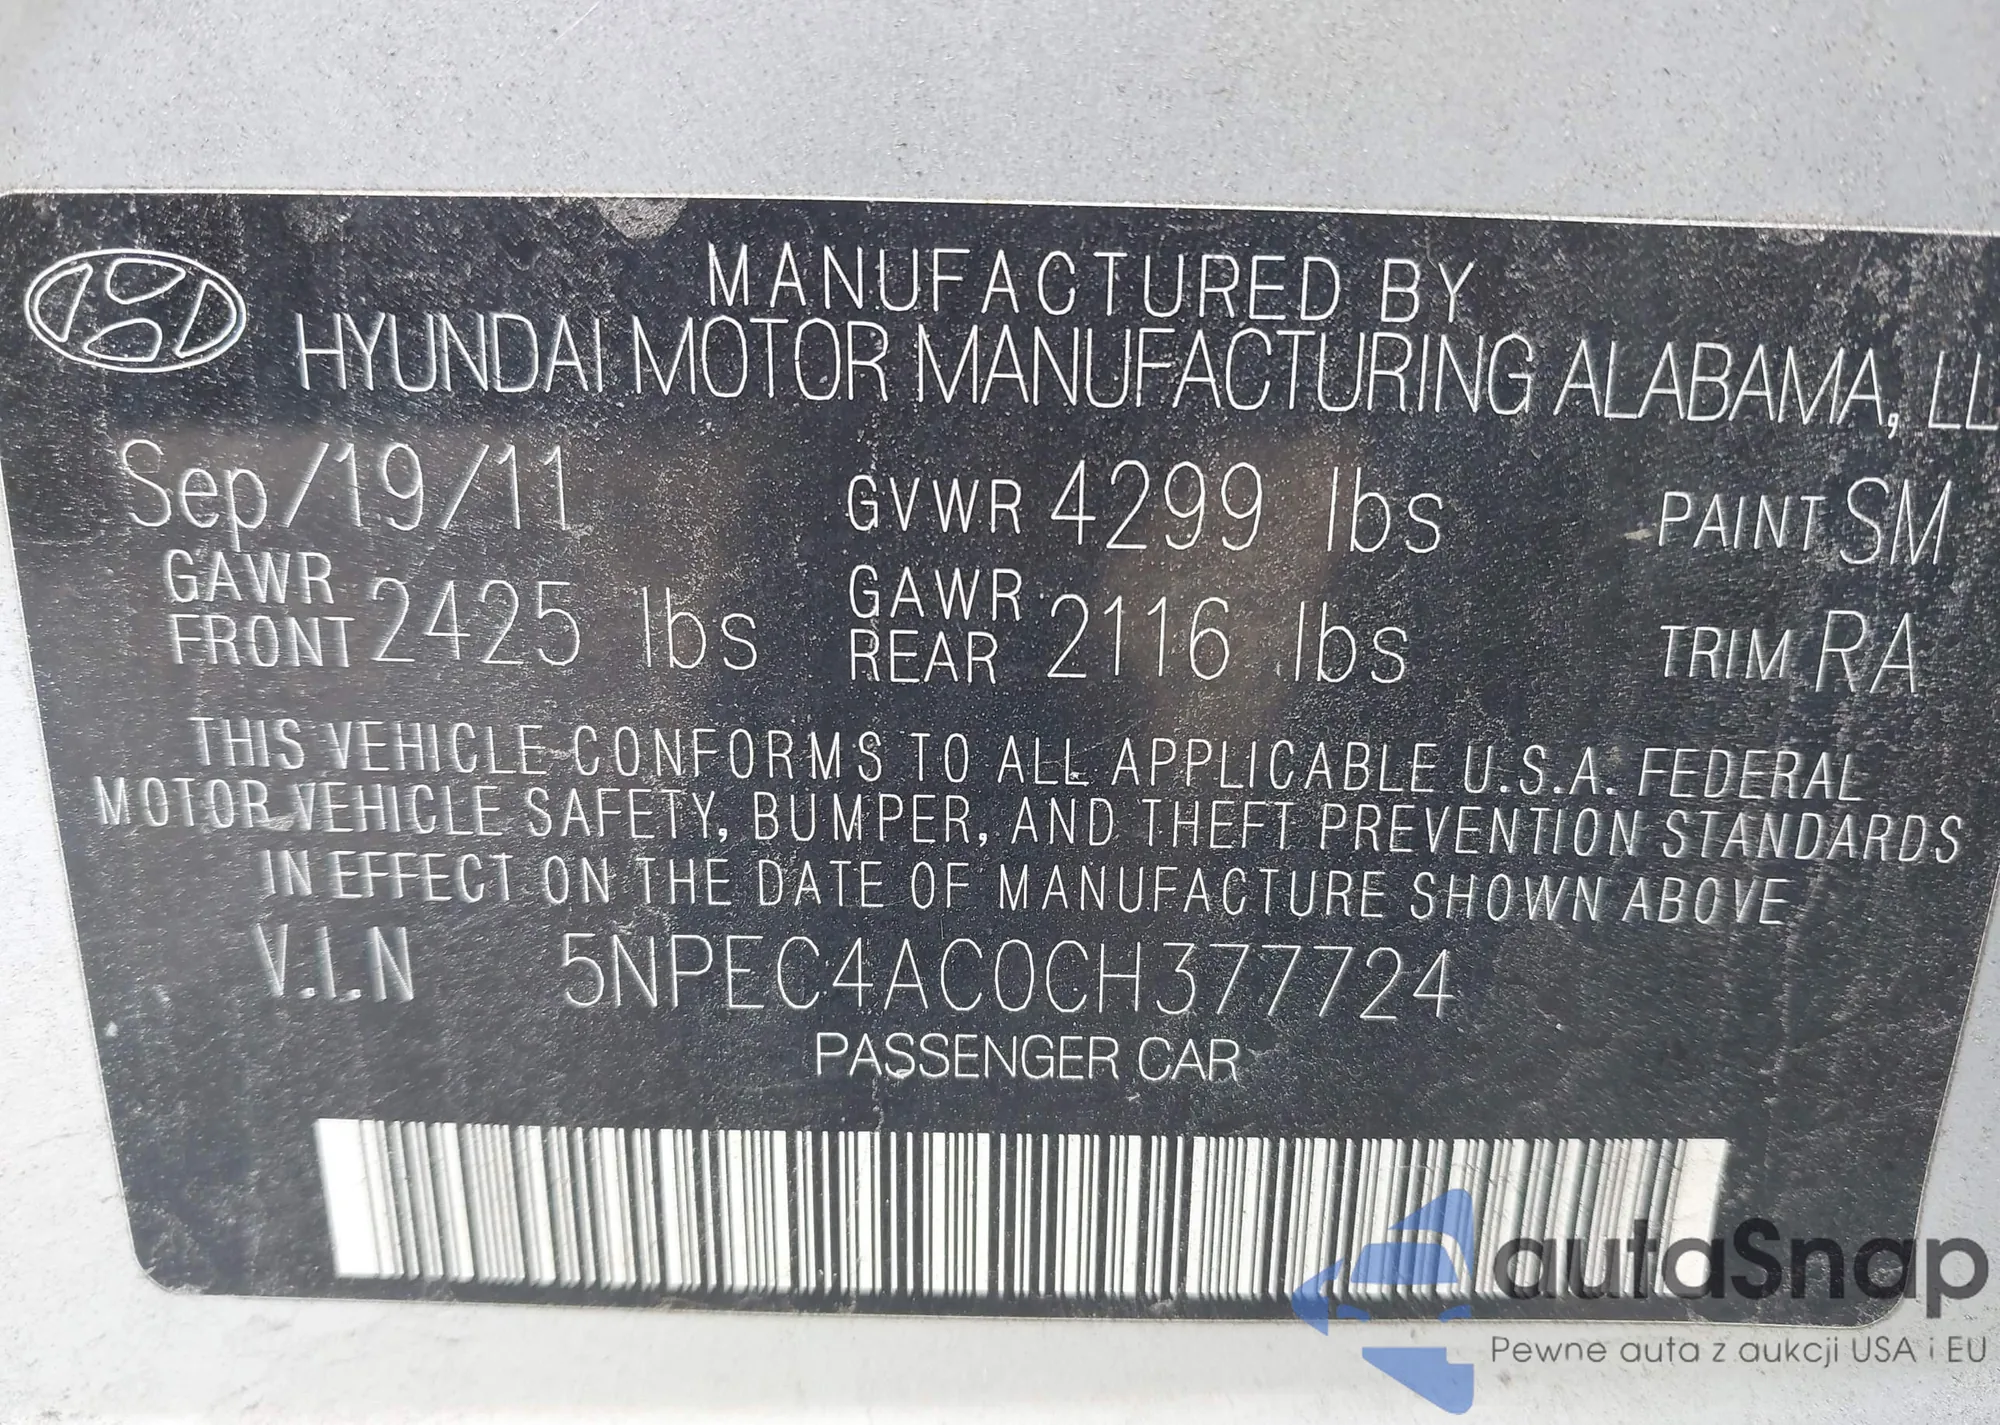 MANUFACTURED BY
HYUNDAI MOTOR MANUFACTURING ALABAMA, LL
Sep/19/11 GVWR 4299 lbs PAINT SM
GAWR FRONT 2425 lbs GAWR REAR 2116 lbs TRIM RA
THIS VEHICLE CONFORMS TO ALL APPLICABLE U.S.A. FEDERAL
MOTOR VEHICLE SAFETY, BUMPER, AND THEFT PREVENTION STANDARDS
IN EFFECT ON THE DATE OF MANUFACTURE SHOWN ABOVE
V.I.N 5NPEC4AC0CH377724
PASSENGER CAR
autaSnap
Pewne auta z aukcji USA i EU